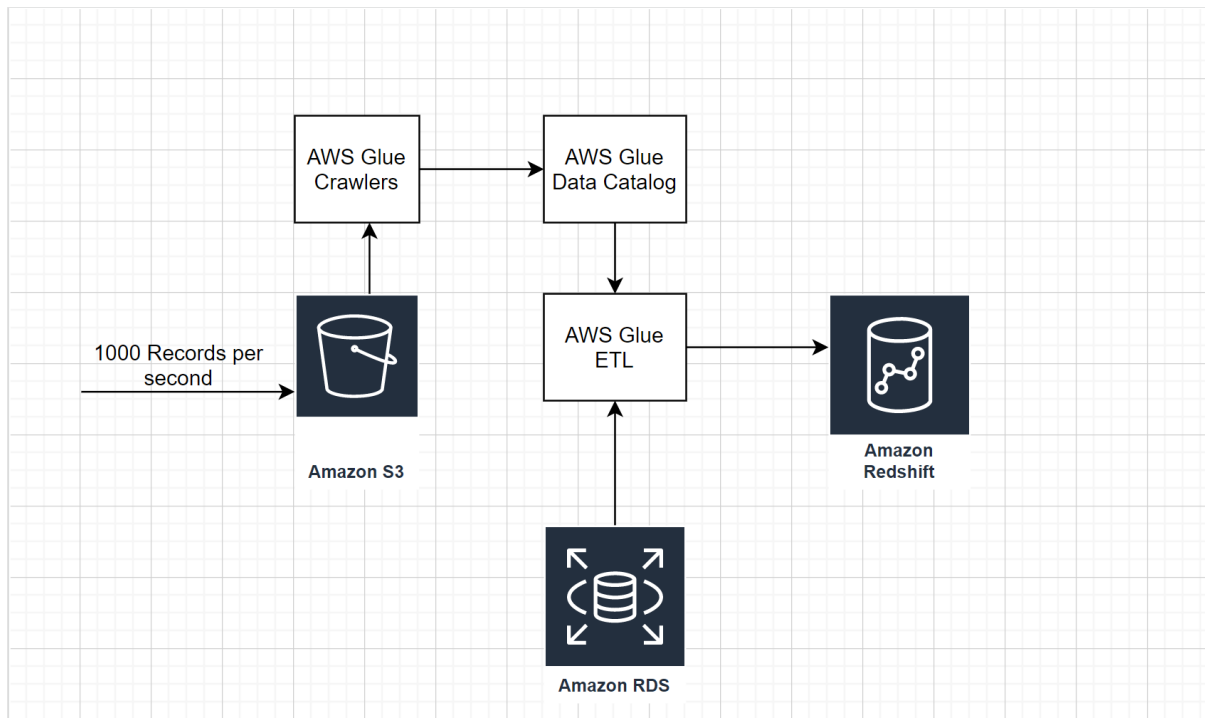 AWS Glue
Crawlers
AWS Glue
Data Catalog
1000 Records per
second
AWS Glue
ETL
Amazon S3
Amazon
Redshift
Amazon RDS